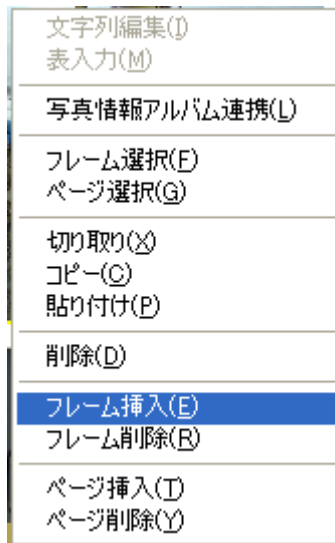 文字列編集(I)
表入力(M)
写真情報アルバム連携(L)
フレーム選択(F)
ページ選択(G)
切り取り(X)
コピー(C)
貼り付け(P)
削除(D)
フレーム挿入(E)
フレーム削除(R)
ページ挿入(T)
ページ削除(Y)